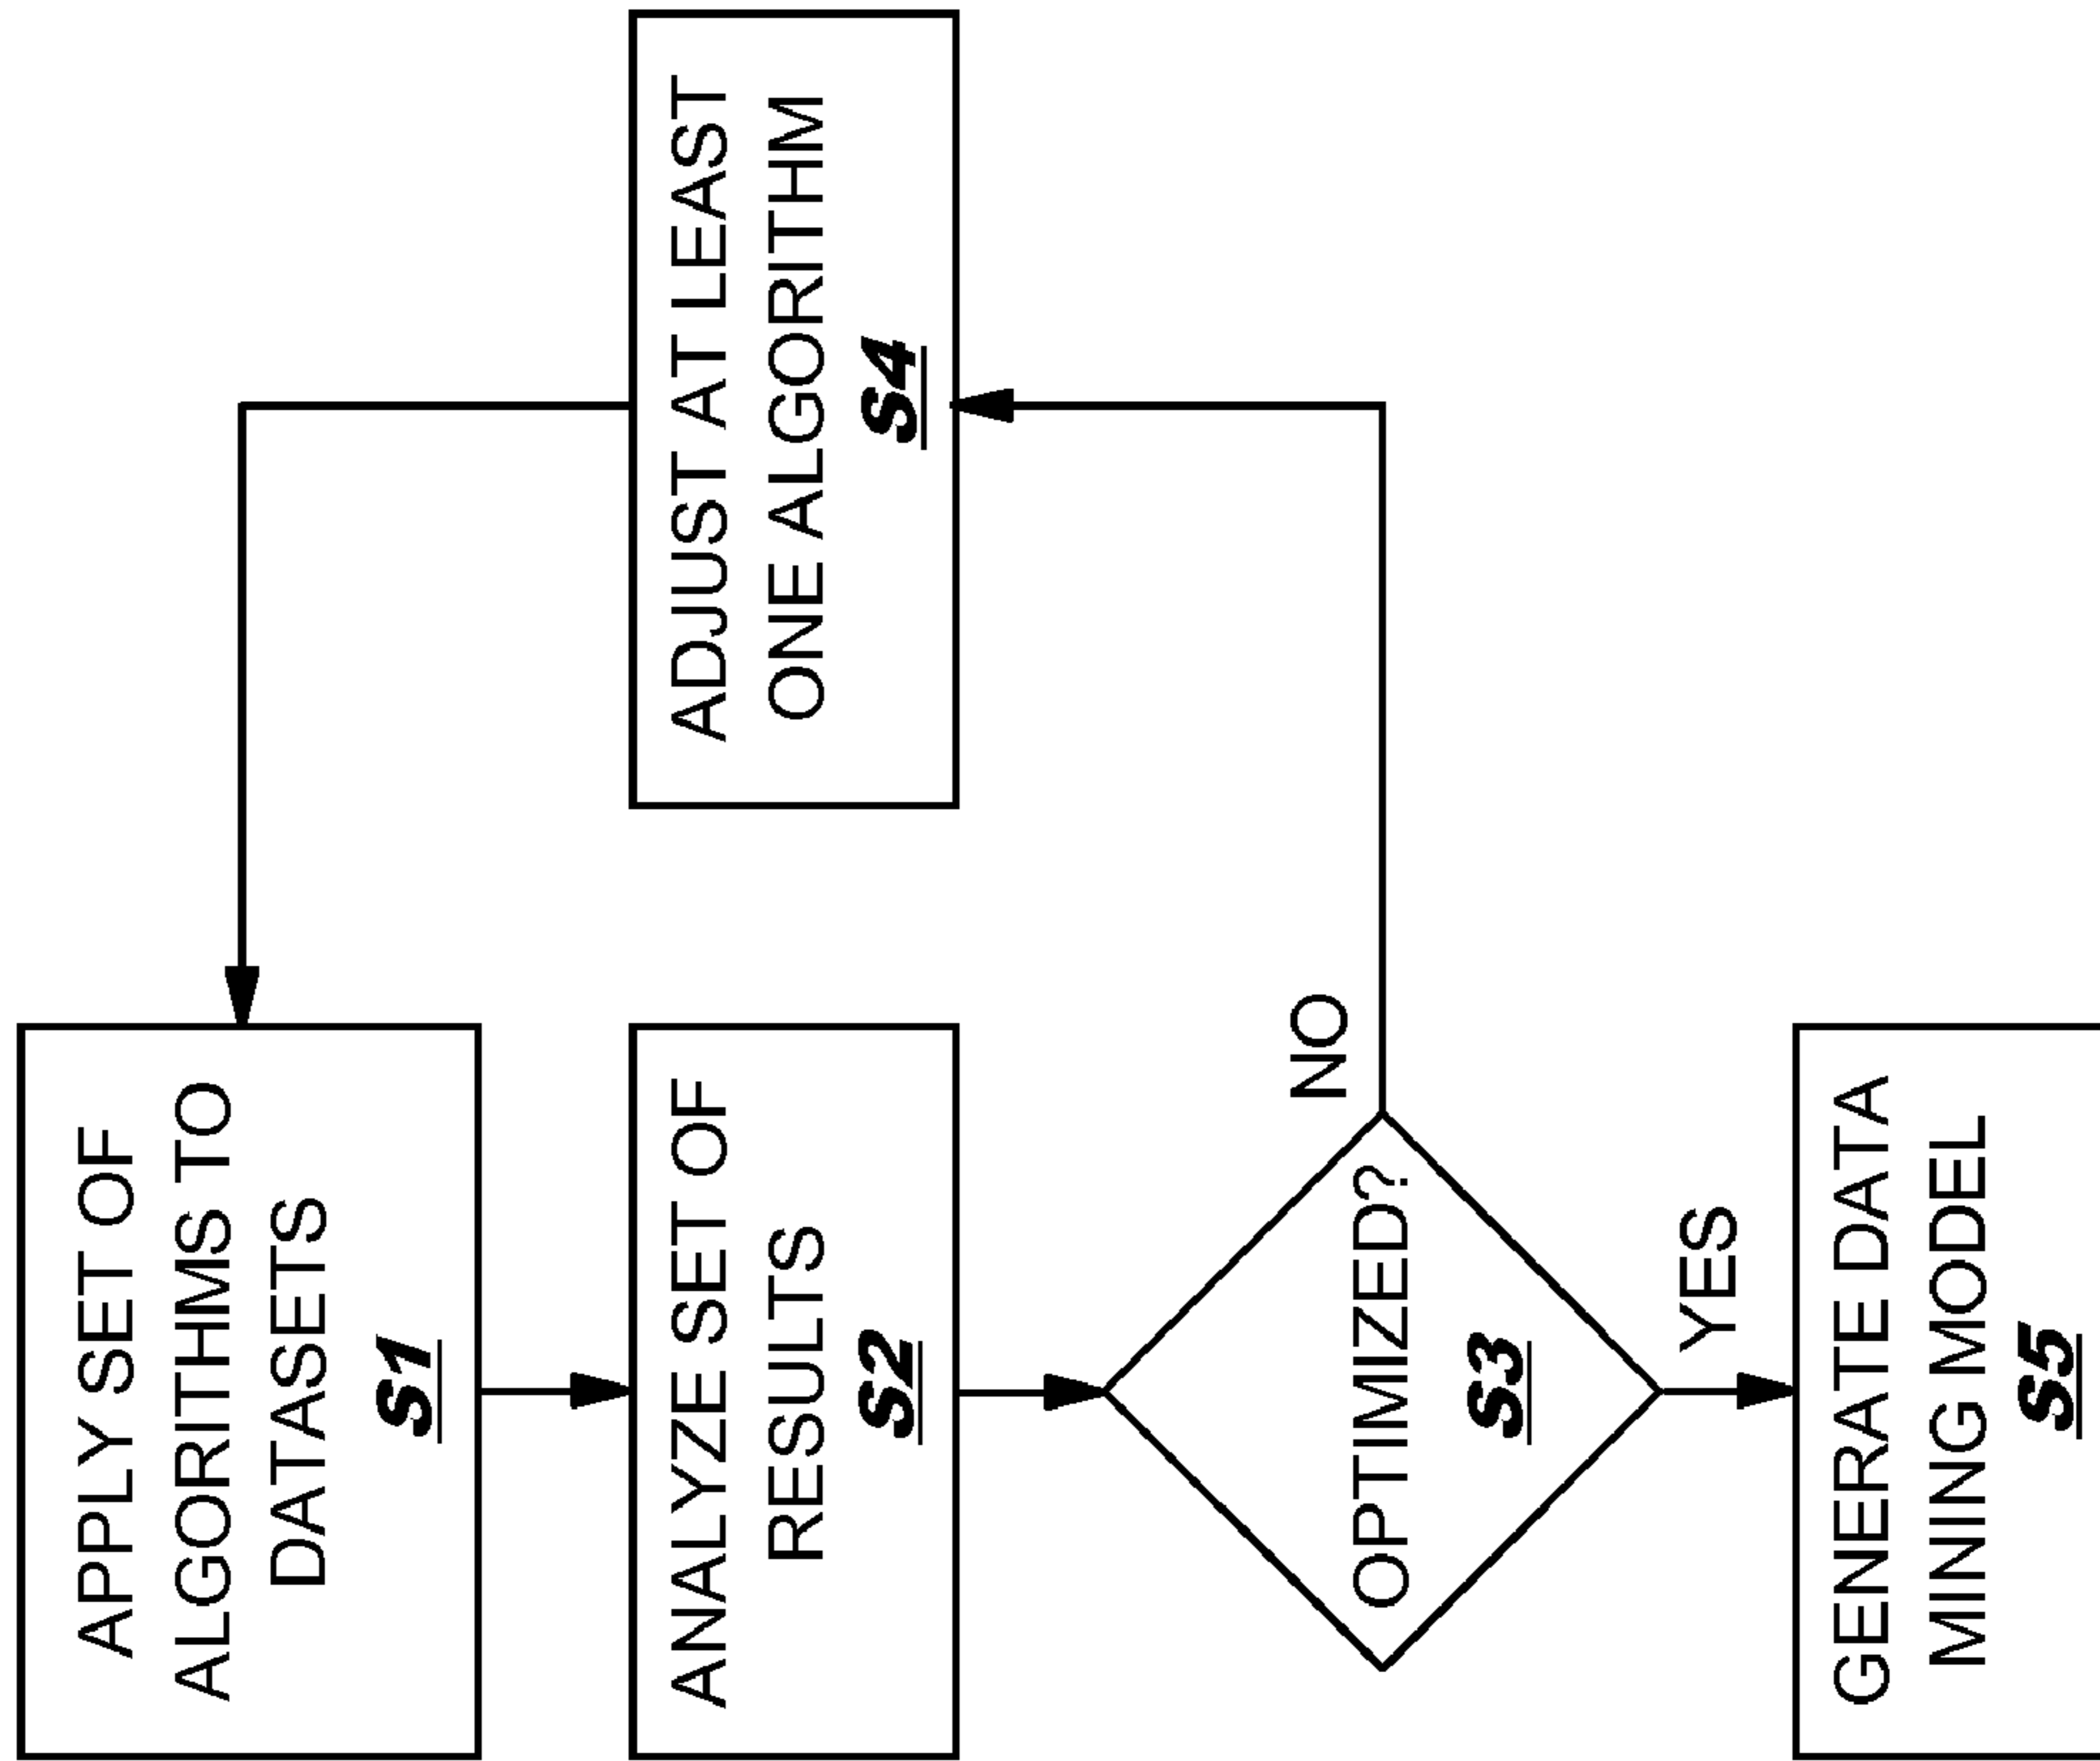 APPLY SET OF
ALGORITHMS TO
DATASETS
S1
ANALYZE SET OF
RESULTS
S2
OPTIMIZED?
S3
NO
YES
ADJUST AT LEAST
ONE ALGORITHM
S4
GENERATE DATA
MINING MODEL
S5